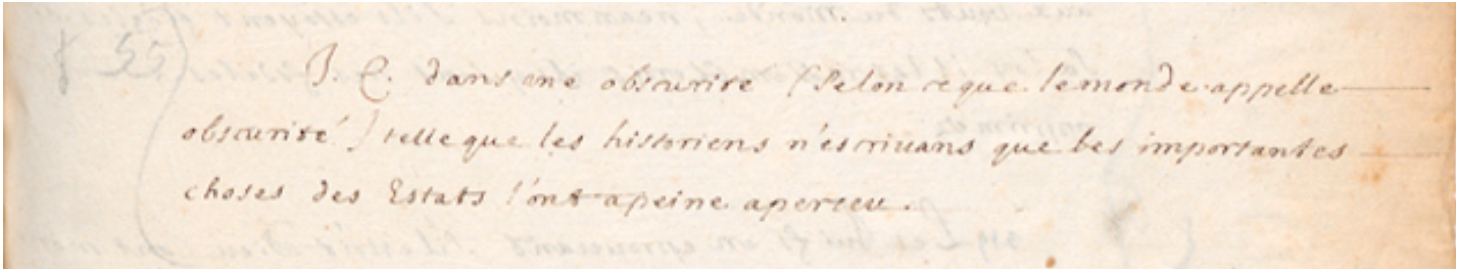 J. C. dans une obscurité (selon ce que le monde appelle
obscurité) telle que les historiens n'escrivans que les importantes
choses des Estats l'ont a peine aperceu.